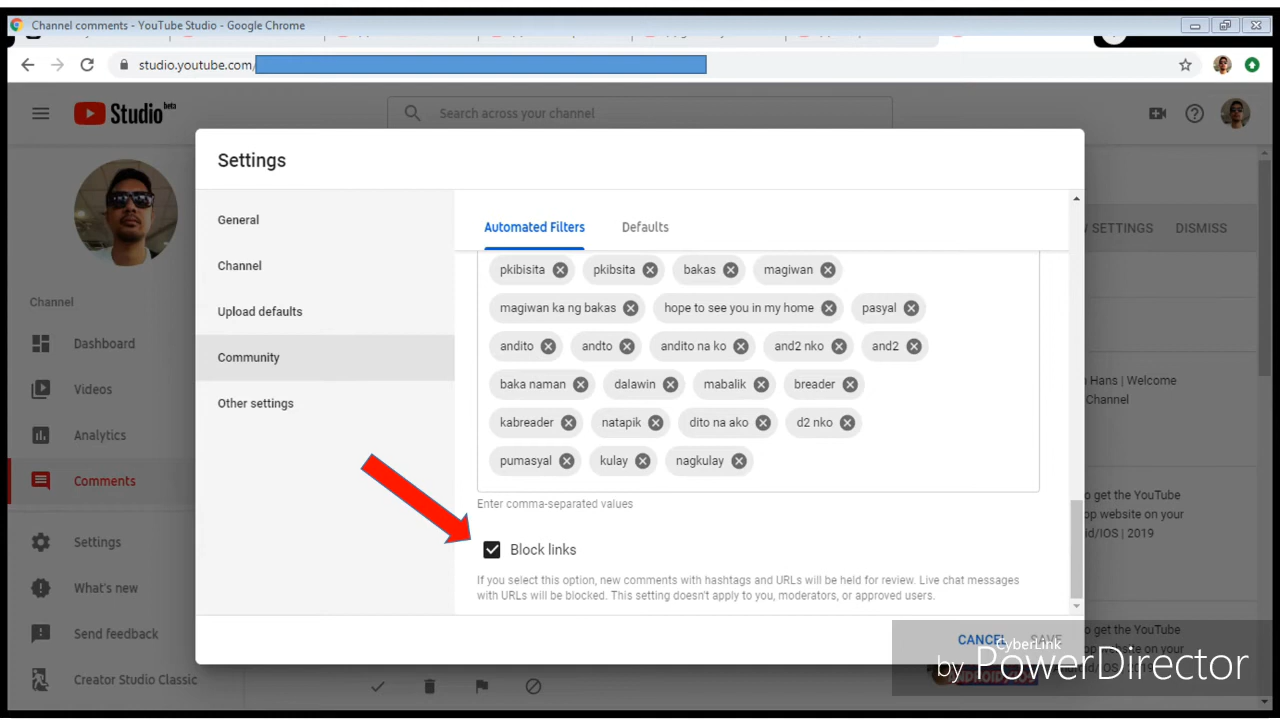 Channel comments - YouTube Studio - Google Chrome
studio.youtube.com/
Studio beta
Search across your channel
Settings
General
Channel
Upload defaults
Community
Other settings
Automated Filters Defaults
pkibisita pkibsita bakas magiwan
magiwan ka ng bakas hope to see you in my home pasyal
andito andto andito na ko and2 nko and2
baka naman dalawin mabalik breader
kabreader natapik dito na ako d2 nko
pumasyal kulay nagkulay
Enter comma-separated values
Block links
If you select this option, new comments with hashtags and URLs will be held for review. Live chat messages
with URLs will be blocked. This setting doesn't apply to you, moderators, or approved users.
CANCEL SAVE
Channel
Dashboard
Videos
Analytics
Comments
Settings
What's new
Send feedback
Creator Studio Classic
SETTINGS DISMISS
Hans | Welcome
Channel
to get the YouTube
website on your
| 2019
to get the YouTube
website on your
CyberLink
by PowerDirector